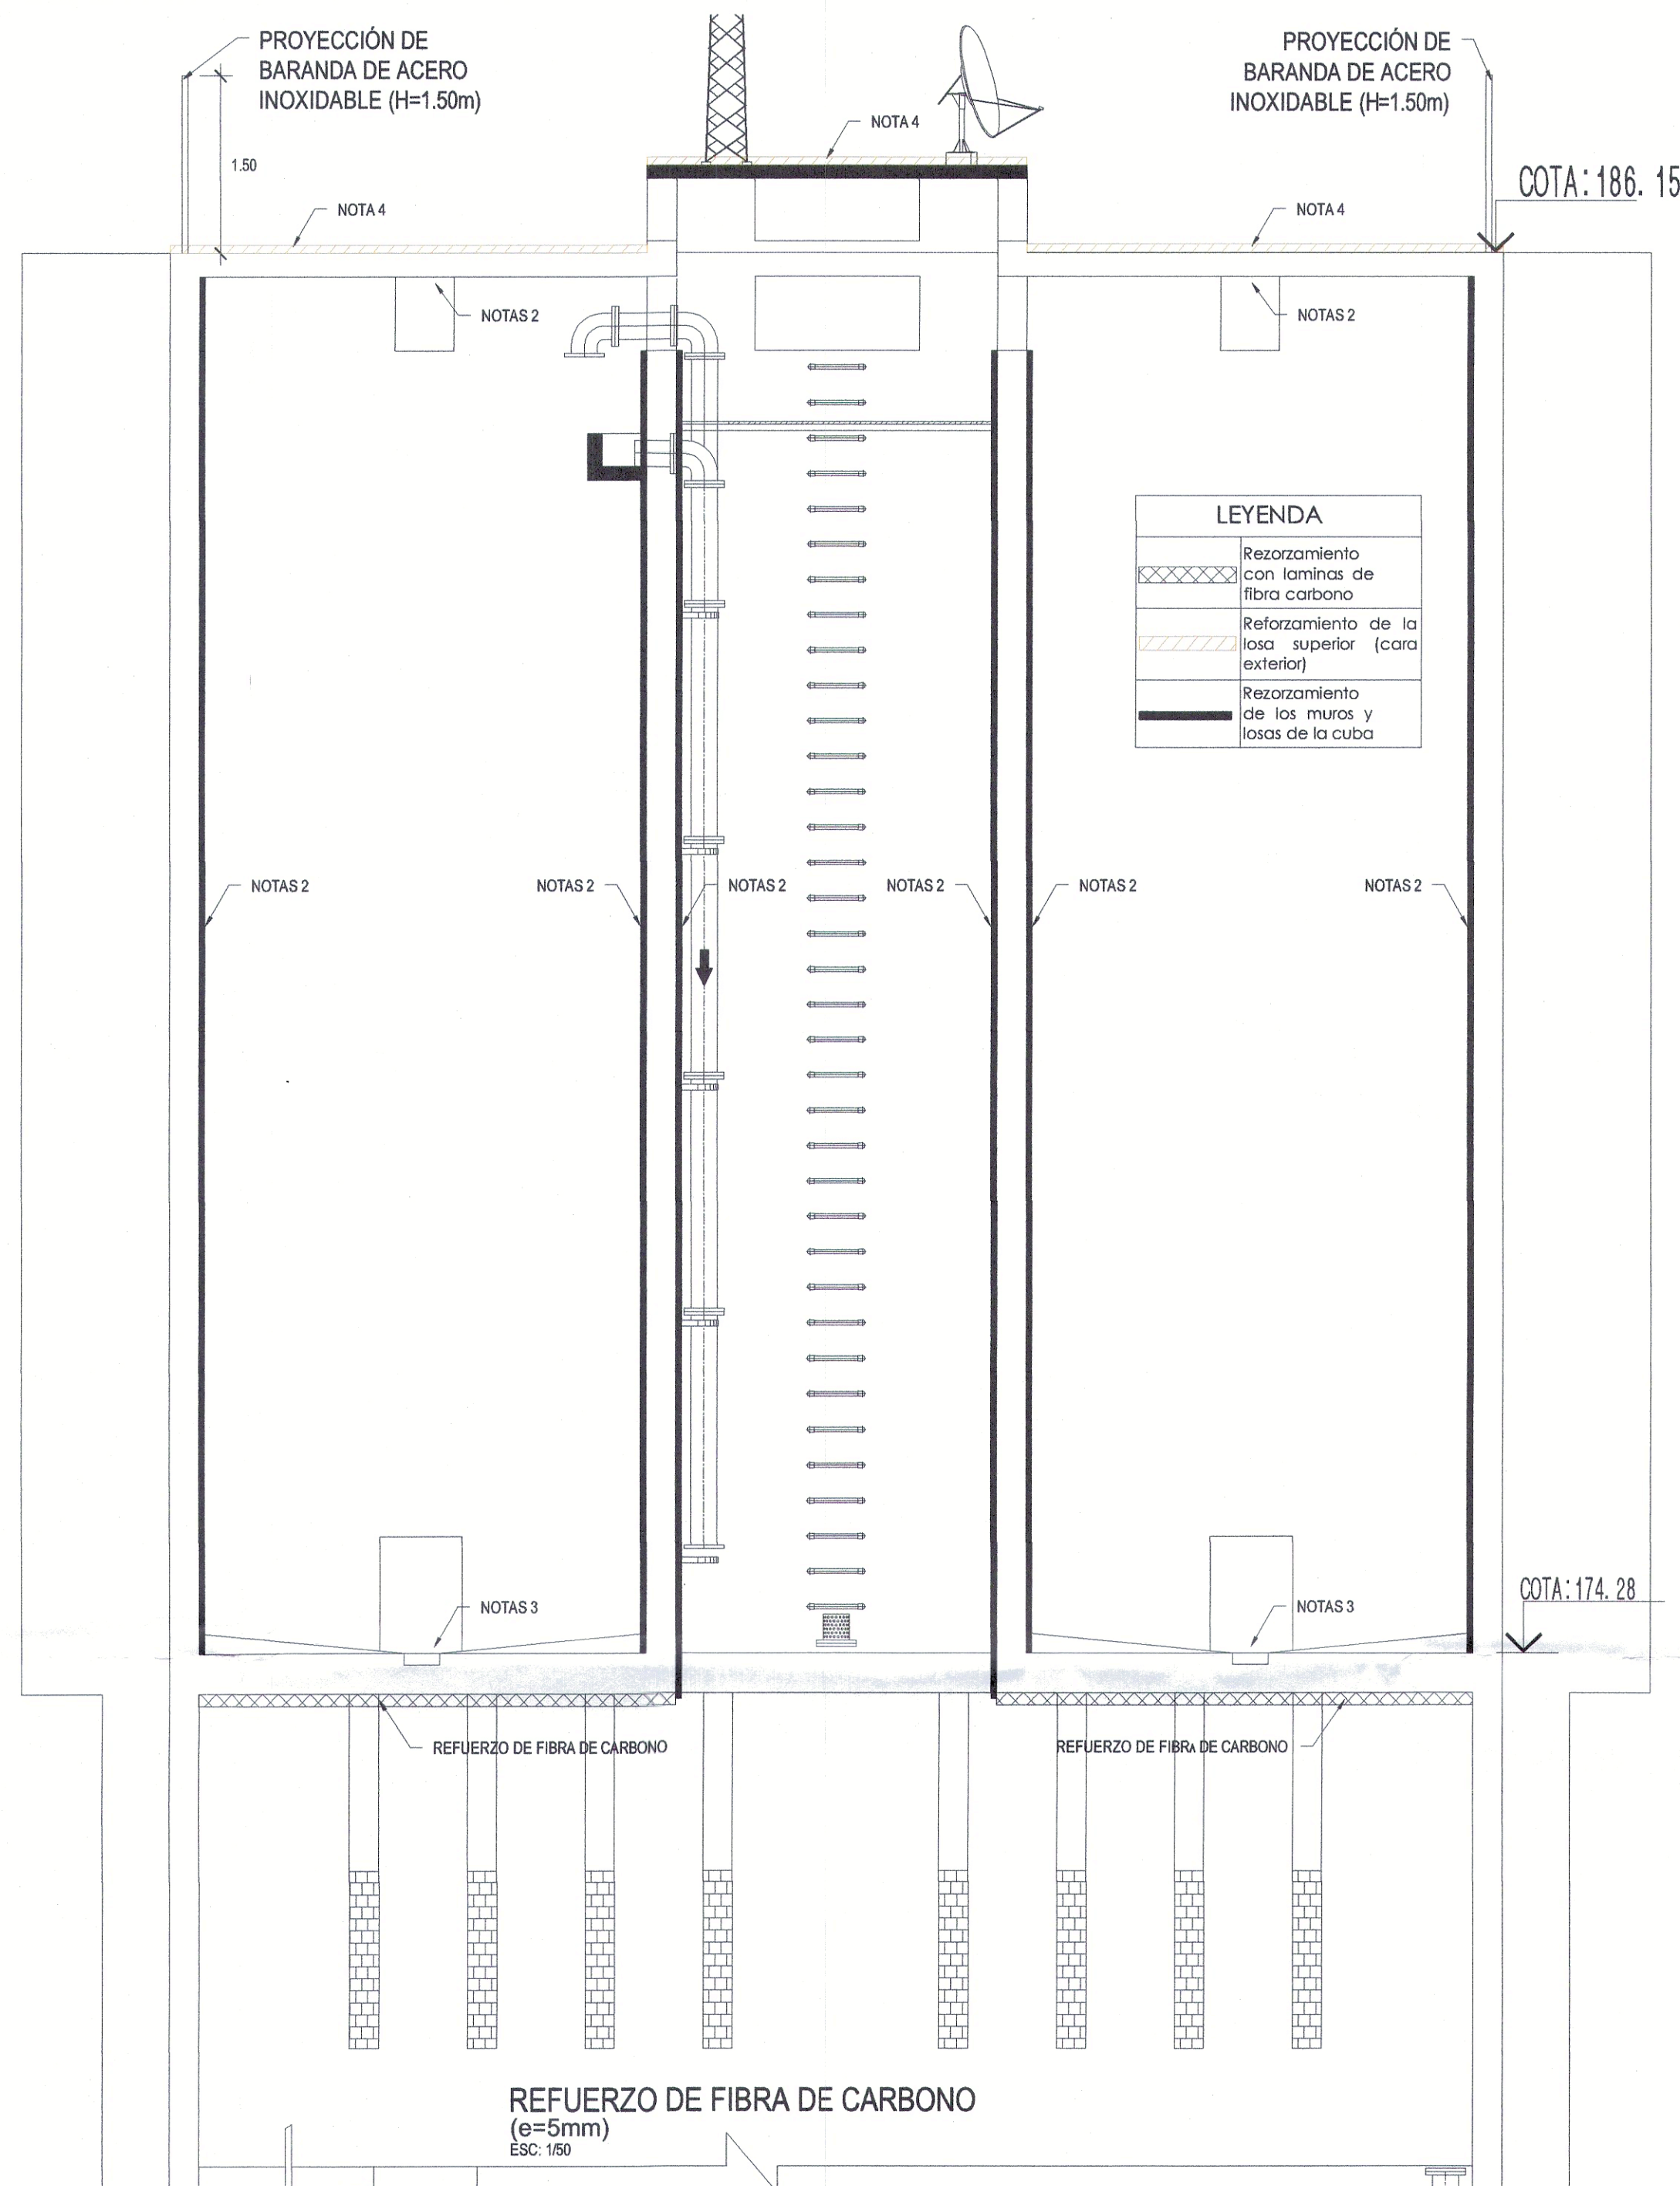 PROYECCIÓN DE
BARANDA DE ACERO
INOXIDABLE (H=1.50m)
PROYECCIÓN DE
BARANDA DE ACERO
INOXIDABLE (H=1.50m)
NOTA 4
1.50
COTA: 186. 15
NOTA 4
NOTA 4
NOTAS 2
NOTAS 2
LEYENDA
Rezorzamiento
con laminas de
fibra carbono
Reforzamiento de la
losa superior (cara
exterior)
Rezorzamiento
de los muros y
losas de la cuba
NOTAS 2
NOTAS 2
NOTAS 2
NOTAS 2
NOTAS 2
NOTAS 2
COTA: 174. 28
NOTAS 3
NOTAS 3
REFUERZO DE FIBRA DE CARBONO
REFUERZO DE FIBRA DE CARBONO
REFUERZO DE FIBRA DE CARBONO
(e=5mm)
ESC: 1/50